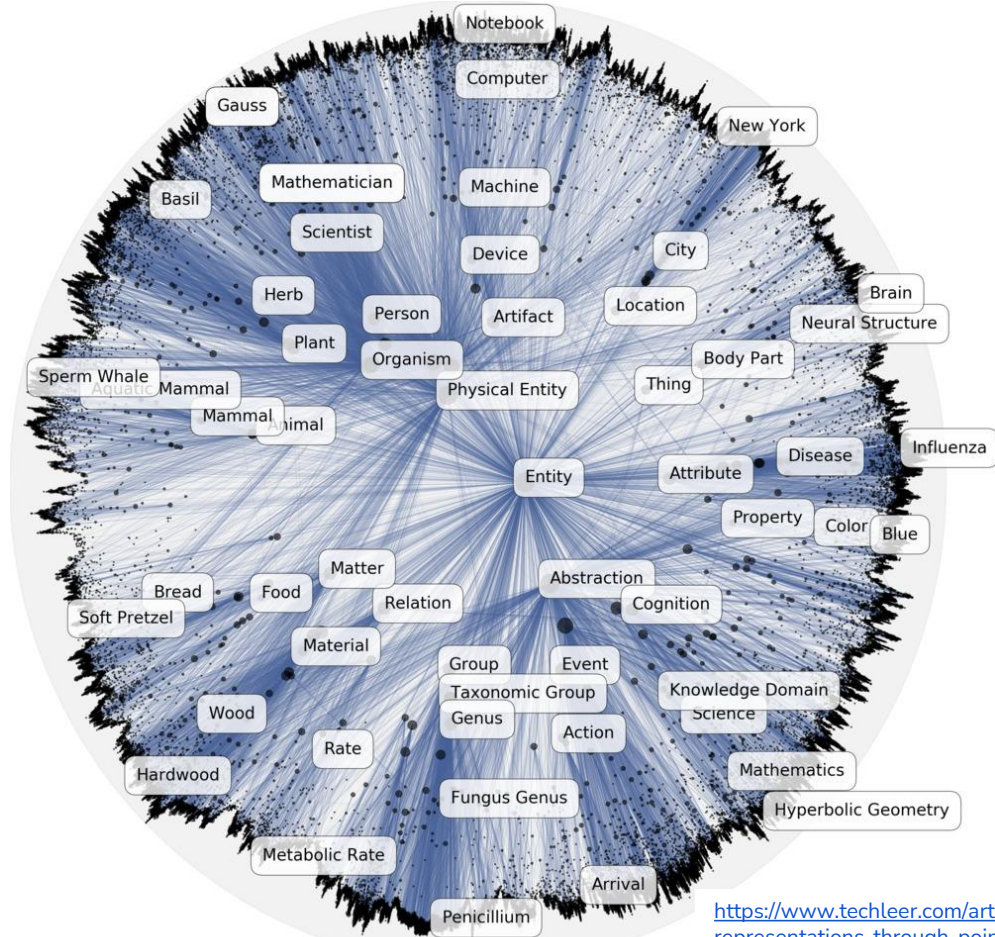 Notebook
Computer
Gauss
New York
Mathematician
Machine
Basil
Scientist
Device
City
Herb
Person
Artifact
Location
Brain
Neural Structure
Plant
Organism
Body Part
Sperm Whale
Aquatic Mammal
Physical Entity
Thing
Mammal
Animal
Influenza
Disease
Entity
Attribute
Property
Color
Blue
Matter
Abstraction
Bread
Food
Relation
Cognition
Soft Pretzel
Material
Group
Event
Taxonomic Group
Knowledge Domain
Wood
Genus
Science
Action
Rate
Hardwood
Mathematics
Fungus Genus
Hyperbolic Geometry
Metabolic Rate
Arrival
Penicillium
https://www.techleer.com/art
representations-through-poin